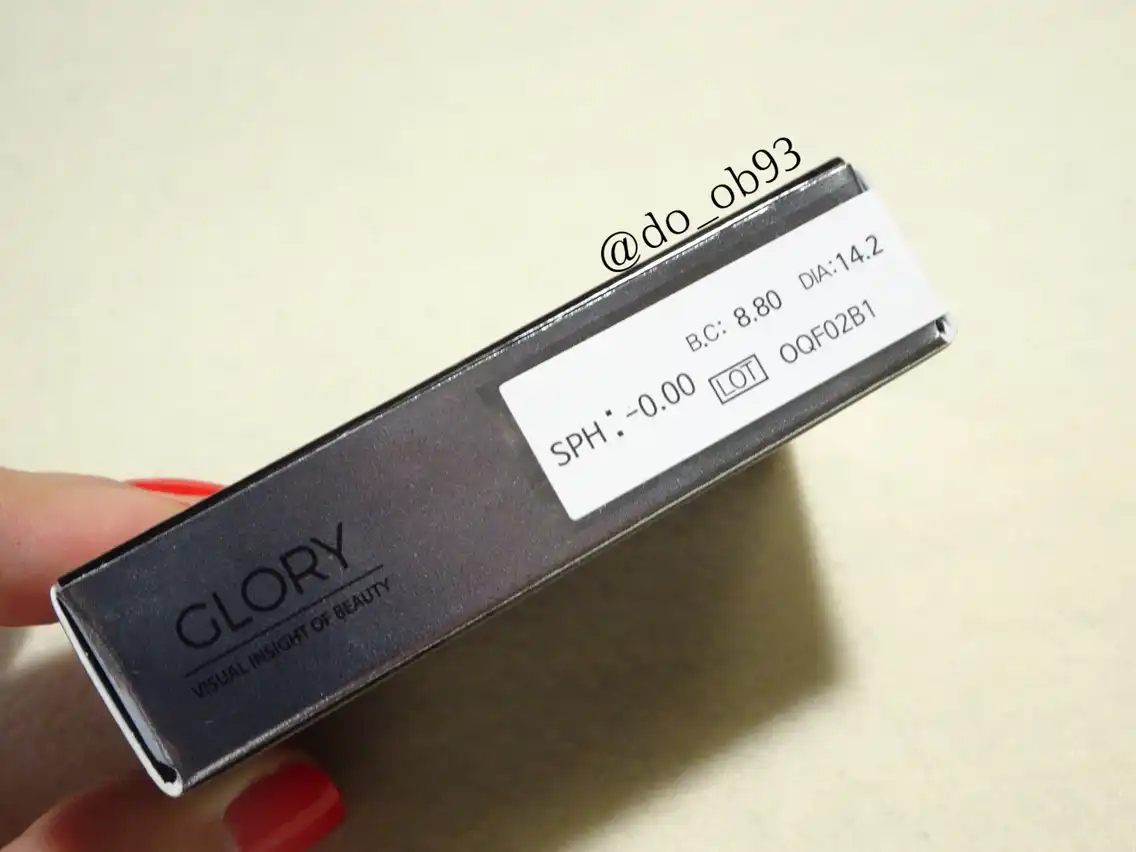 @do_ob93
B.C: 8.80 DIA:14.2
SPH:-0.00 LOT OQF02B1
GLORY
VISUAL INSIGHT OF BEAUTY